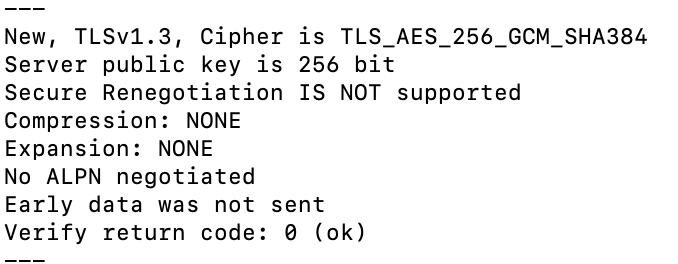 ---
New, TLSv1.3, Cipher is TLS_AES_256_GCM_SHA384
Server public key is 256 bit
Secure Renegotiation IS NOT supported
Compression: NONE
Expansion: NONE
No ALPN negotiated
Early data was not sent
Verify return code: 0 (ok)
---